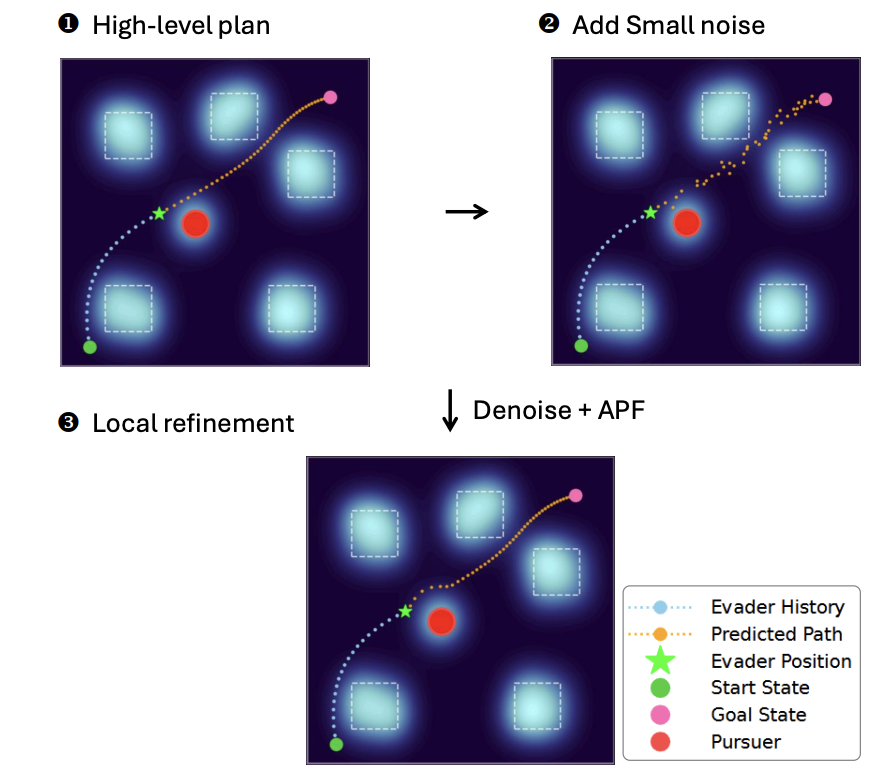 ❶ High-level plan
❷ Add Small noise
❸ Local refinement
Denoise + APF
Evader History
Predicted Path
Evader Position
Start State
Goal State
Pursuer